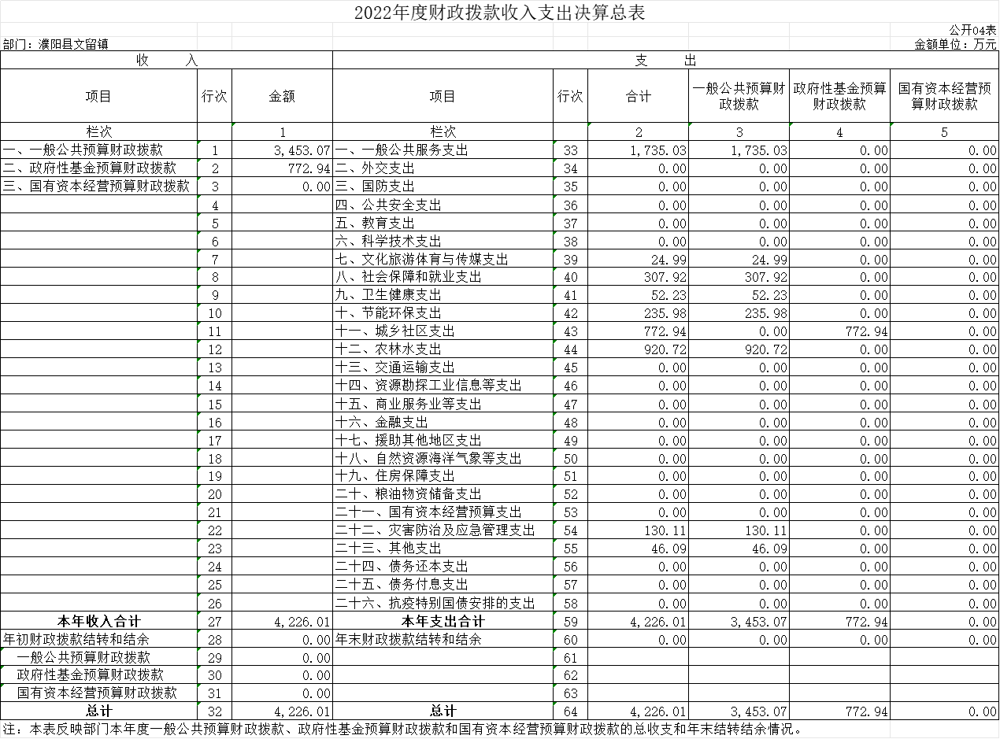 2022年度财政拨款收入支出决算总表
公开04表
部门：濮阳县文留镇 金额单位：万元
收 入 支 出
项目 行次 金额 项目 行次 合计 一般公共预算财政拨款 政府性基金预算财政拨款 国有资本经营预算财政拨款
栏次 1 栏次 2 3 4 5
一、一般公共预算财政拨款 1 3,453.07 一、一般公共服务支出 33 1,735.03 1,735.03 0.00 0.00
二、政府性基金预算财政拨款 2 772.94 二、外交支出 34 0.00 0.00 0.00 0.00
三、国有资本经营预算财政拨款 3 0.00 三、国防支出 35 0.00 0.00 0.00 0.00
4 四、公共安全支出 36 0.00 0.00 0.00 0.00
5 五、教育支出 37 0.00 0.00 0.00 0.00
6 六、科学技术支出 38 0.00 0.00 0.00 0.00
7 七、文化旅游体育与传媒支出 39 24.99 24.99 0.00 0.00
8 八、社会保障和就业支出 40 307.92 307.92 0.00 0.00
9 九、卫生健康支出 41 52.23 52.23 0.00 0.00
10 十、节能环保支出 42 235.98 235.98 0.00 0.00
11 十一、城乡社区支出 43 772.94 0.00 772.94 0.00
12 十二、农林水支出 44 920.72 920.72 0.00 0.00
13 十三、交通运输支出 45 0.00 0.00 0.00 0.00
14 十四、资源勘探工业信息等支出 46 0.00 0.00 0.00 0.00
15 十五、商业服务业等支出 47 0.00 0.00 0.00 0.00
16 十六、金融支出 48 0.00 0.00 0.00 0.00
17 十七、援助其他地区支出 49 0.00 0.00 0.00 0.00
18 十八、自然资源海洋气象等支出 50 0.00 0.00 0.00 0.00
19 十九、住房保障支出 51 0.00 0.00 0.00 0.00
20 二十、粮油物资储备支出 52 0.00 0.00 0.00 0.00
21 二十一、国有资本经营预算支出 53 0.00 0.00 0.00 0.00
22 二十二、灾害防治及应急管理支出 54 130.11 130.11 0.00 0.00
23 二十三、其他支出 55 46.09 46.09 0.00 0.00
24 二十四、债务还本支出 56 0.00 0.00 0.00 0.00
25 二十五、债务付息支出 57 0.00 0.00 0.00 0.00
26 二十六、抗疫特别国债安排的支出 58 0.00 0.00 0.00 0.00
本年收入合计 27 4,226.01 本年支出合计 59 4,226.01 3,453.07 772.94 0.00
年初财政拨款结转和结余 28 0.00 年末财政拨款结转和结余 60 0.00 0.00 0.00 0.00
一般公共预算财政拨款 29 0.00 61
政府性基金预算财政拨款 30 0.00 62
国有资本经营预算财政拨款 31 0.00 63
总计 32 4,226.01 总计 64 4,226.01 3,453.07 772.94 0.00
注：本表反映部门本年度一般公共预算财政拨款、政府性基金预算财政拨款和国有资本经营预算财政拨款的总收支和年末结转结余情况。